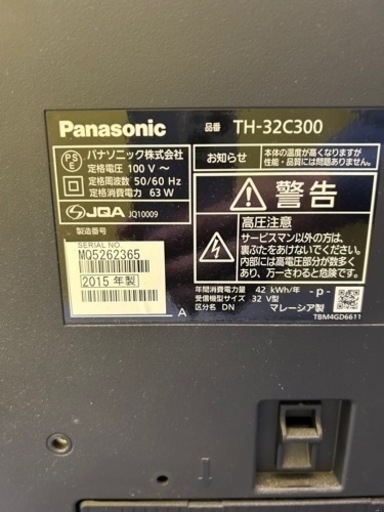 Panasonic
品番 TH-32C300
PS
E
パナソニック株式会社
定格電圧 100 V ～
定格周波数 50/60 Hz
定格消費電力 63 W
JQA JQ10009
製造番号
SERIAL NO.
MQ5262365
2015 年製
A
お知らせ
本体の温度が高くなりますが
性能・品質には問題ありません
警告
高圧注意
サービスマン以外の方は、
裏ぶたをあけないでください
内部には高電圧部分が数多く
あり、万一さわると危険です
年間消費電力量 42 kWh/年 -p-
受信機型サイズ 32 V型
区分名 DN マレーシア製
TBM4GD6611